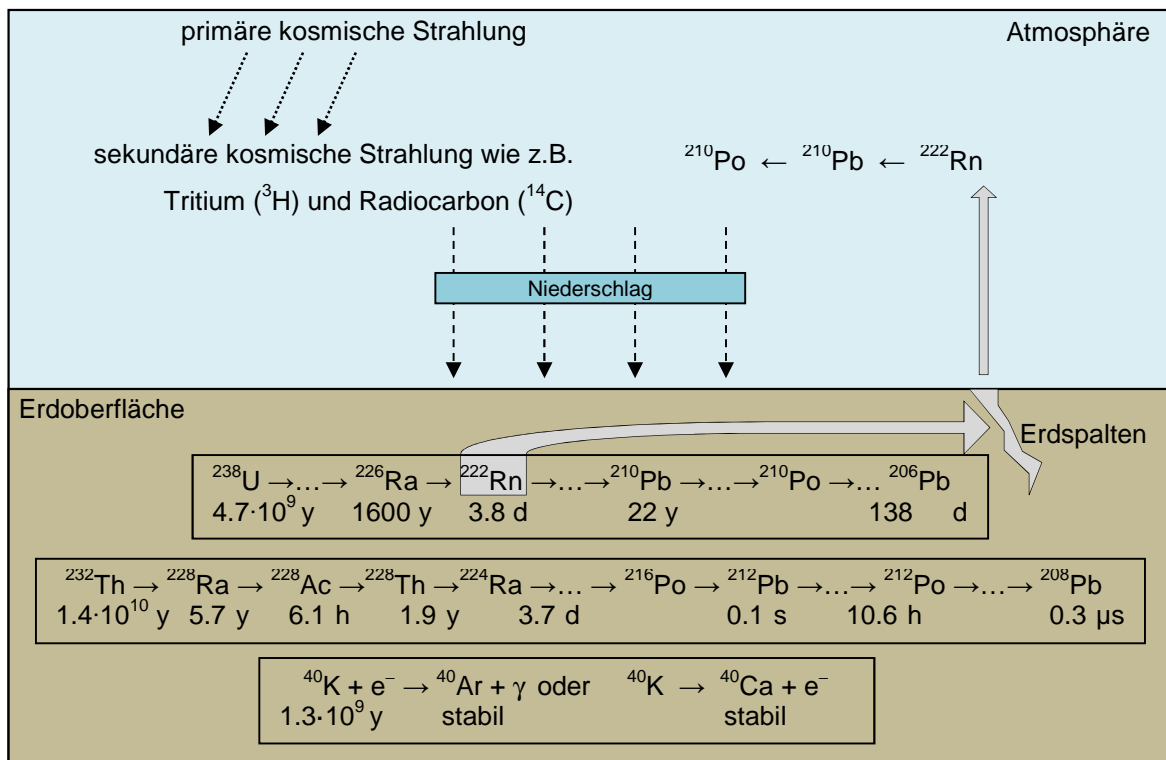 primäre kosmische Strahlung
Atmosphäre
sekundäre kosmische Strahlung wie z.B.
Tritium (³H) und Radiocarbon (¹⁴C)
²¹⁰Po ← ²¹⁰Pb ← ²²²Rn
Niederschlag
Erdoberfläche
Erdspalten
²³⁸U →…→ ²²⁶Ra → ²²²Rn →…→ ²¹⁰Pb →…→ ²¹⁰Po →… ²⁰⁶Pb
4.7·10⁹ y 1600 y 3.8 d 22 y 138 d
²³²Th → ²²⁸Ra → ²²⁸Ac → ²²⁸Th → ²²⁴Ra →… → ²¹⁶Po → ²¹²Pb →…→ ²¹²Po →…→ ²⁰⁸Pb
1.4·10¹⁰ y 5.7 y 6.1 h 1.9 y 3.7 d 0.1 s 10.6 h 0.3 µs
⁴⁰K + e⁻ → ⁴⁰Ar + γ oder ⁴⁰K → ⁴⁰Ca + e⁻
1.3·10⁹ y stabil stabil